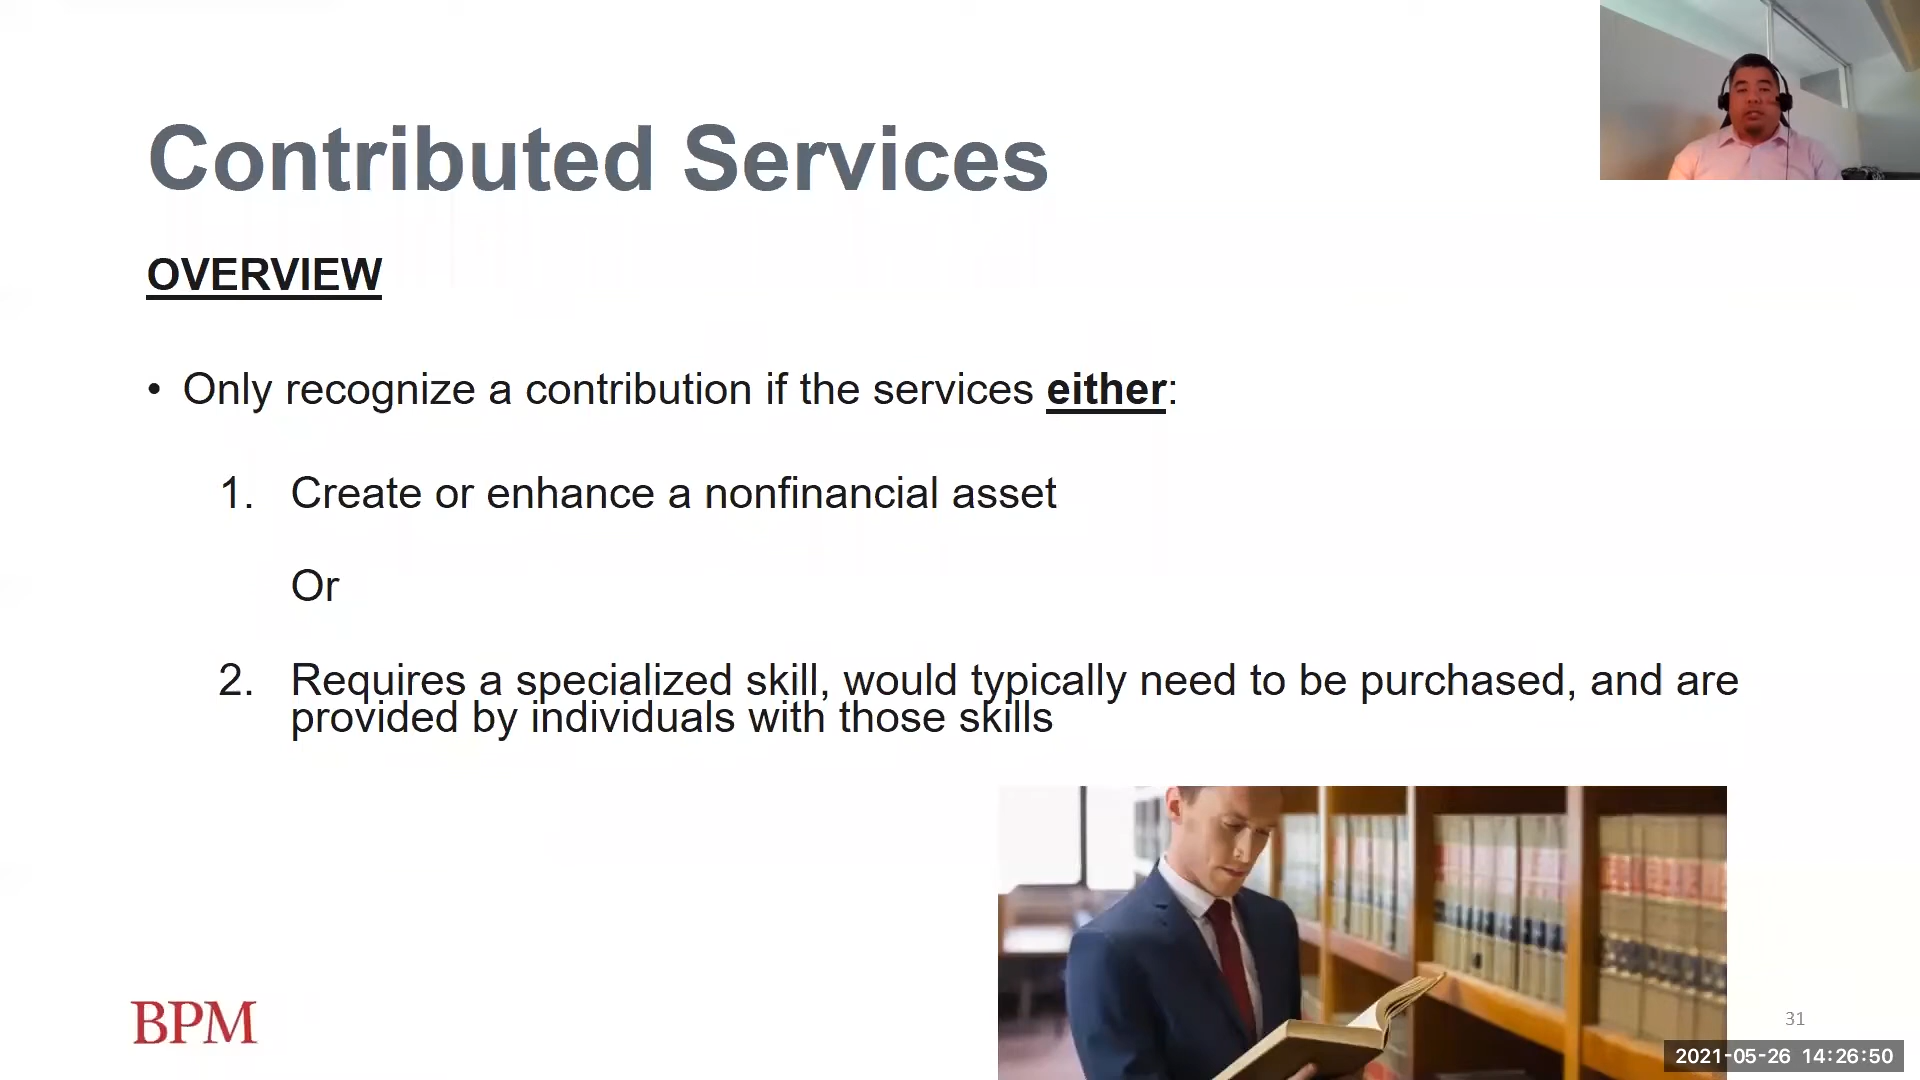 Contributed Services
OVERVIEW
• Only recognize a contribution if the services either:
1. Create or enhance a nonfinancial asset
Or
2. Requires a specialized skill, would typically need to be purchased, and are
provided by individuals with those skills
BPM
31
2021-05-26 14:26:50